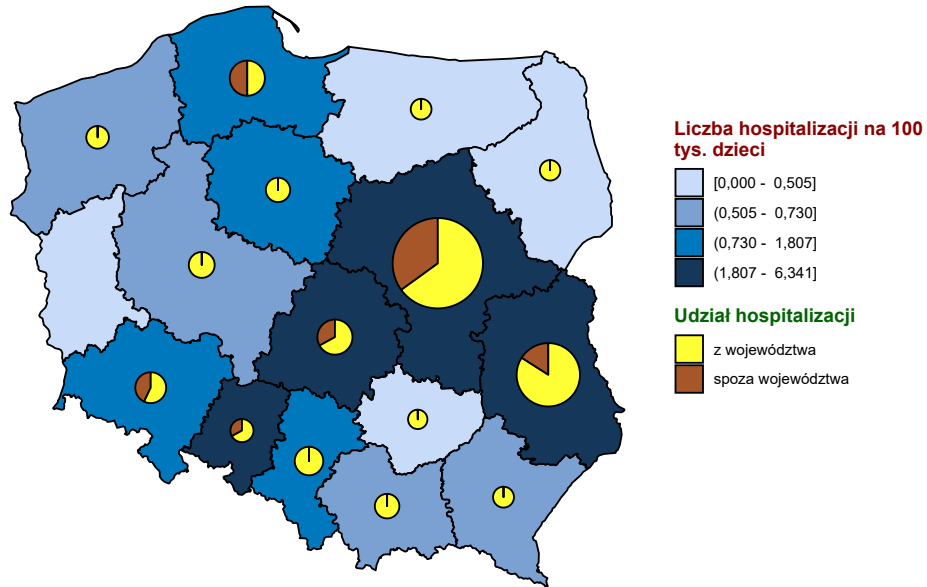 Liczba hospitalizacji na 100
tys. dzieci
[0,000 - 0,505]
(0,505 - 0,730]
(0,730 - 1,807]
(1,807 - 6,341]
Udział hospitalizacji
z województwa
spoza województwa